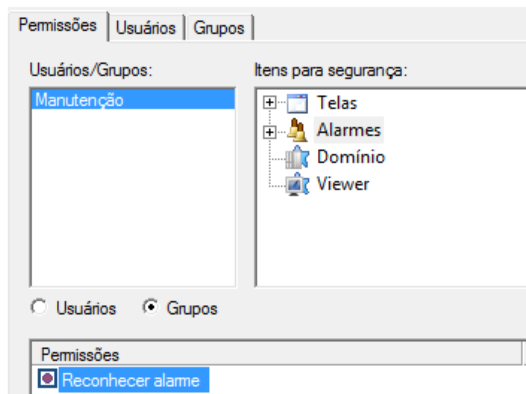 Permissões Usuários Grupos
Usuários/Grupos: Itens para segurança:
Manutenção
Telas
Alarmes
Domínio
Viewer
Usuários Grupos
Permissões
Reconhecer alarme